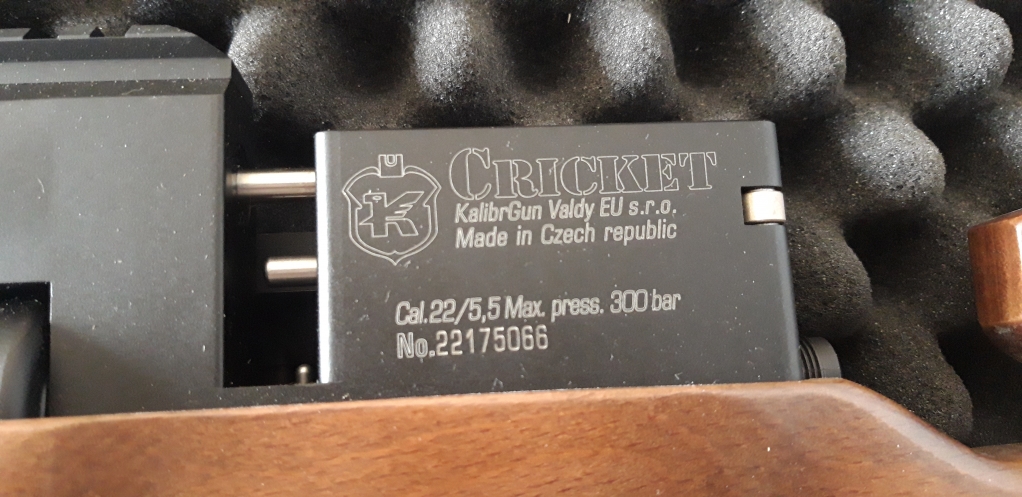 CRICKET
KalibrGun Valdy EU s.r.o.
Made in Czech republic
Cal.22/5,5 Max. press. 300 bar
No.22175066